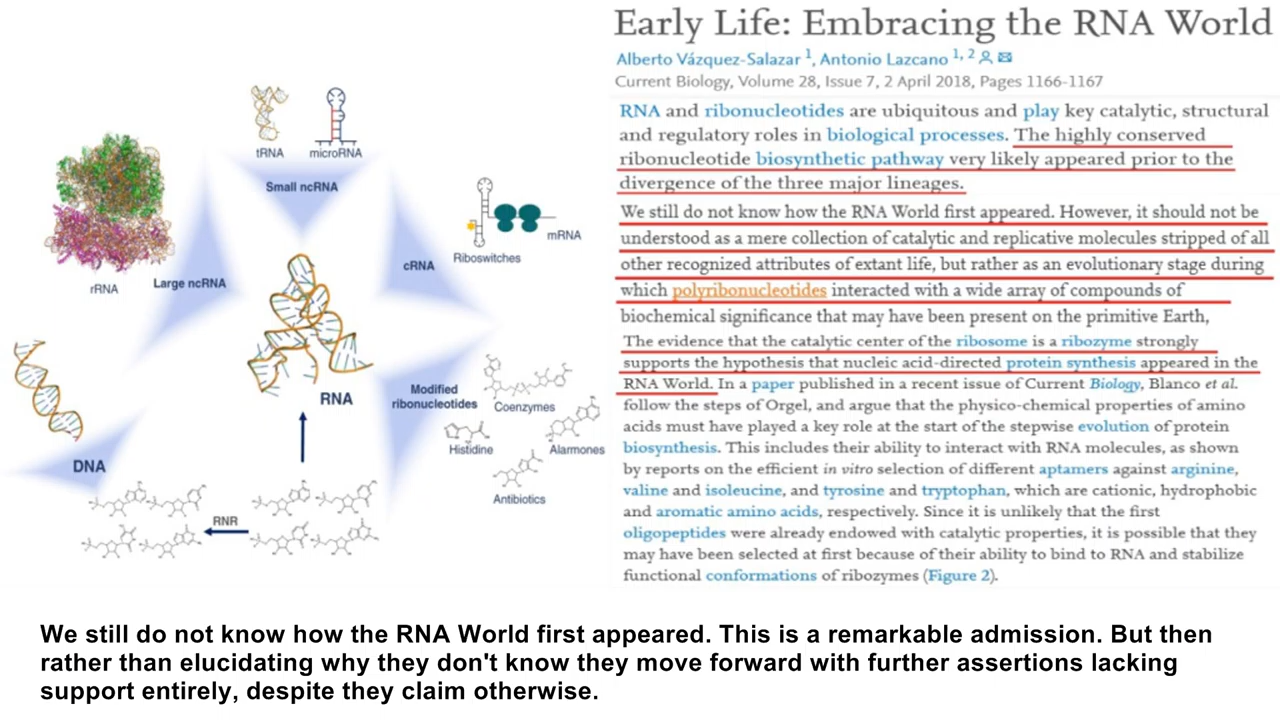 Early Life: Embracing the RNA World
Alberto Vázquez-Salazar 1, Antonio Lazcano 1, 2
Current Biology, Volume 28, Issue 7, 2 April 2018, Pages 1166-1167
RNA and ribonucleotides are ubiquitous and play key catalytic, structural
and regulatory roles in biological processes. The highly conserved
ribonucleotide biosynthetic pathway very likely appeared prior to the
divergence of the three major lineages.
We still do not know how the RNA World first appeared. However, it should not be
understood as a mere collection of catalytic and replicative molecules stripped of all
other recognized attributes of extant life, but rather as an evolutionary stage during
which polyribonucleotides interacted with a wide array of compounds of
biochemical significance that may have been present on the primitive Earth,
The evidence that the catalytic center of the ribosome is a ribozyme strongly
supports the hypothesis that nucleic acid-directed protein synthesis appeared in the
RNA World. In a paper published in a recent issue of Current Biology, Blanco et al.
follow the steps of Orgel, and argue that the physico-chemical properties of amino
acids must have played a key role at the start of the stepwise evolution of protein
biosynthesis. This includes their ability to interact with RNA molecules, as shown
by reports on the efficient in vitro selection of different aptamers against arginine,
valine and isoleucine, and tyrosine and tryptophan, which are cationic, hydrophobic
and aromatic amino acids, respectively. Since it is unlikely that the first
oligopeptides were already endowed with catalytic properties, it is possible that they
may have been selected at first because of their ability to bind to RNA and stabilize
functional conformations of ribozymes (Figure 2).
tRNA
microRNA
Small ncRNA
rRNA
Large ncRNA
cRNA
Riboswitches
mRNA
RNA
Modified
ribonucleotides
Coenzymes
Histidine
Alarmones
Antibiotics
DNA
RNR
We still do not know how the RNA World first appeared. This is a remarkable admission. But then
rather than elucidating why they don't know they move forward with further assertions lacking
support entirely, despite they claim otherwise.